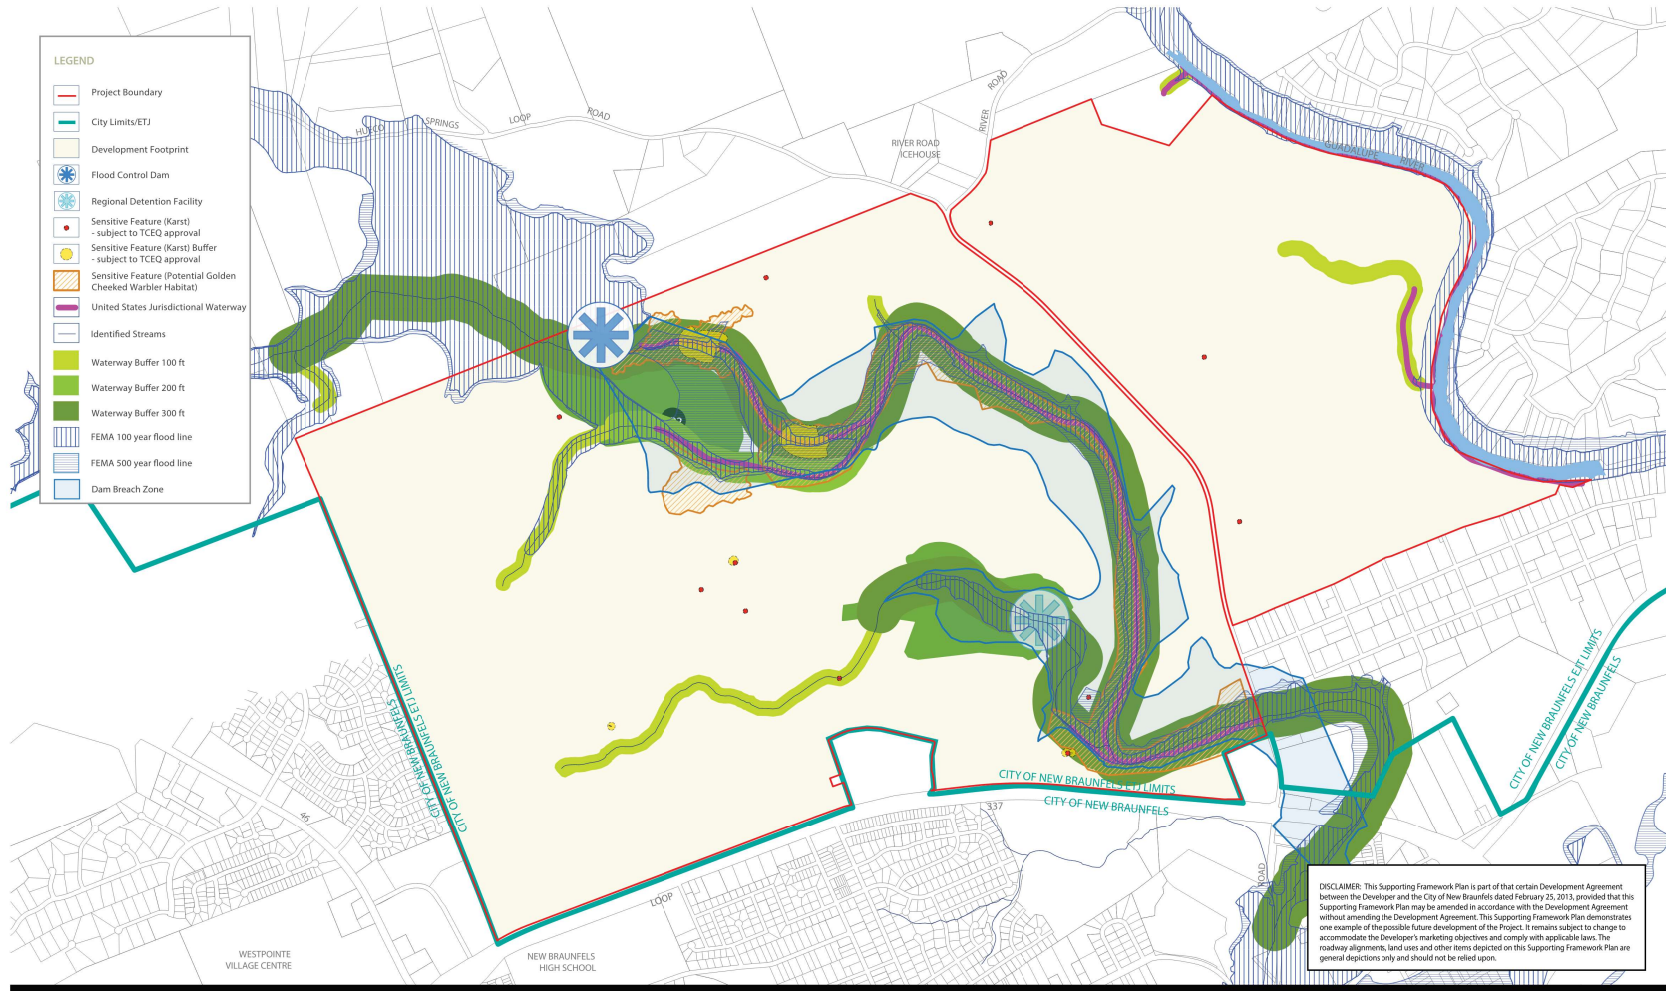 LEGEND
Project Boundary
City Limits/ETJ
Development Footprint
Flood Control Dam
Regional Detention Facility
Sensitive Feature (Karst)
- subject to TCEQ approval
Sensitive Feature (Karst) Buffer
- subject to TCEQ approval
Sensitive Feature (Potential Golden
Cheeked Warbler Habitat)
United States Jurisdictional Waterway
Identified Streams
Waterway Buffer 100 ft
Waterway Buffer 200 ft
Waterway Buffer 300 ft
FEMA 100 year flood line
FEMA 500 year flood line
Dam Breach Zone
HUECO SPRINGS LOOP ROAD
RIVER ROAD
ICEHOUSE
RIVER ROAD
GUADALUPE RIVER
CITY OF NEW BRAUNFELS ETJ LIMITS
CITY OF NEW BRAUNFELS
CITY OF NEW BRAUNFELS ETJ LIMITS
CITY OF NEW BRAUNFELS
CITY OF NEW BRAUNFELS EJT LIMITS
CITY OF NEW BRAUNFELS
46
337
LOOP
ROAD
WESTPOINTE
VILLAGE CENTRE
NEW BRAUNFELS
HIGH SCHOOL
DISCLAIMER: This Supporting Framework Plan is part of that certain Development Agreement
between the Developer and the City of New Braunfels dated February 25, 2013, provided that this
Supporting Framework Plan may be amended in accordance with the Development Agreement
without amending the Development Agreement. This Supporting Framework Plan demonstrates
one example of the possible future development of the Project. It remains subject to change to
accommodate the Developer's marketing objectives and comply with applicable laws. The
roadway alignments, land uses and other items depicted on this Supporting Framework Plan are
general depictions only and should not be relied upon.